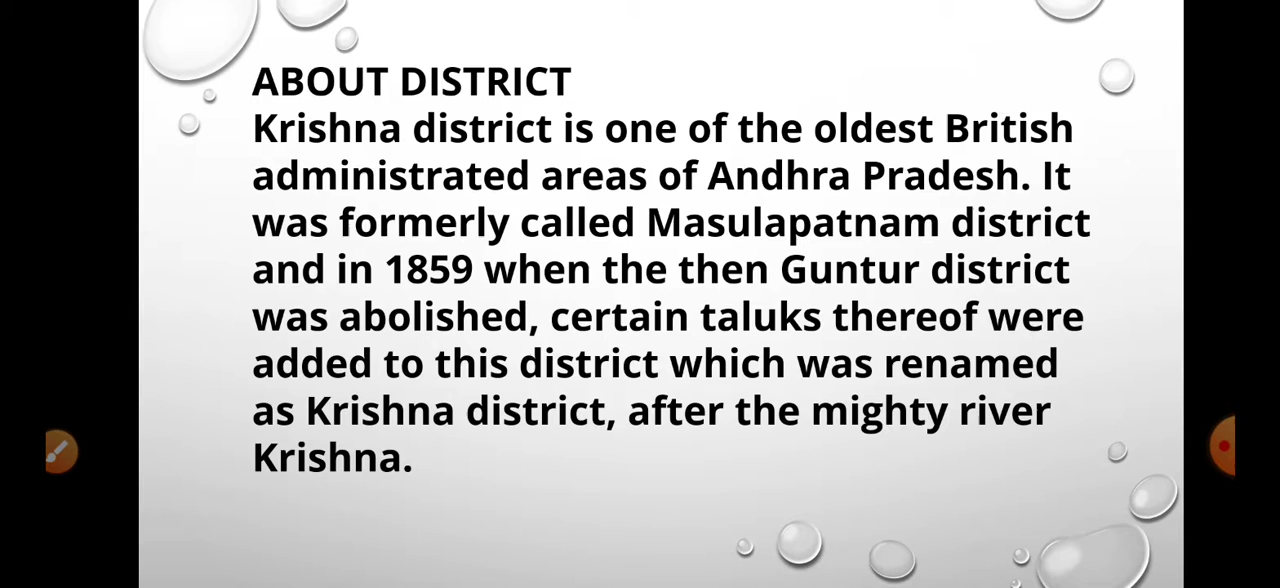 ABOUT DISTRICT
Krishna district is one of the oldest British
administrated areas of Andhra Pradesh. It
was formerly called Masulapatnam district
and in 1859 when the then Guntur district
was abolished, certain taluks thereof were
added to this district which was renamed
as Krishna district, after the mighty river
Krishna.